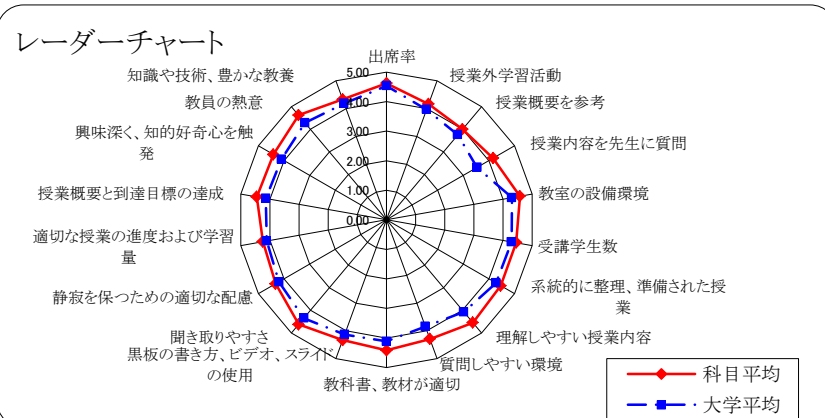 レーダーチャート
出席率
授業外学習活動
授業概要を参考
授業内容を先生に質問
教室の設備環境
受講学生数
系統的に整理、準備された授
業
理解しやすい授業内容
質問しやすい環境
教科書、教材が適切
黒板の書き方、ビデオ、スライド
の使用
聞き取りやすさ
静寂を保つための適切な配慮
適切な授業の進度および学習
量
授業概要と到達目標の達成
興味深く、知的好奇心を触
発
教員の熱意
知識や技術、豊かな教養
5.00
4.00
3.00
2.00
1.00
0.00
科目平均
大学平均